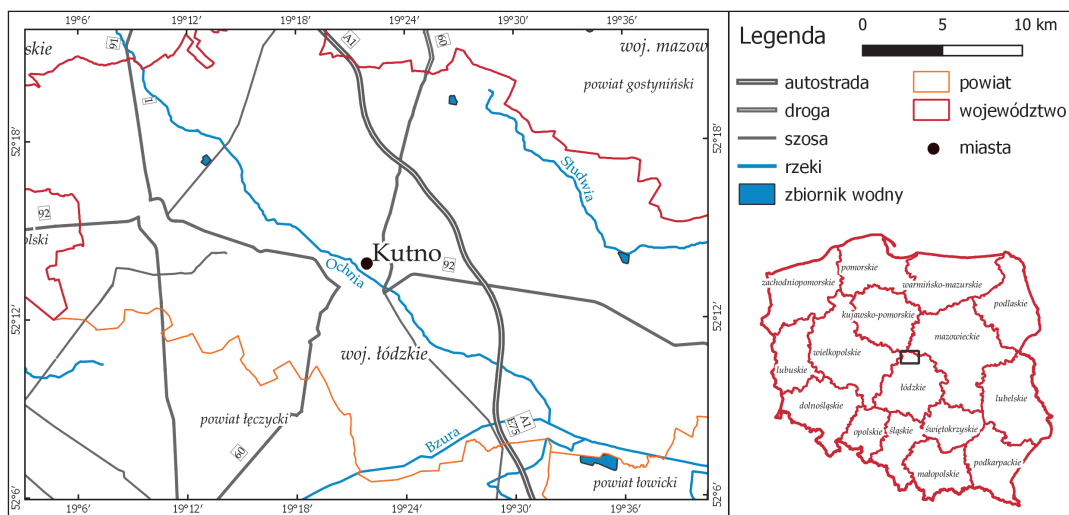 19°6′ 19°12′ 19°18′ 19°24′ 19°30′ 19°36′
skie
91
A1
60
woj. mazow
powiat gostyniński
1
52°18′
52°18′
Słudwia
92
olski
Kutno
Ochnia
92
52°12′
52°12′
woj. łódzkie
powiat łęczycki
60
Bzura
A1
E75
powiat łowicki
52°6′
52°6′
19°6′ 19°12′ 19°18′ 19°24′ 19°30′ 19°36′
Legenda
0 5 10 km
autostrada
droga
szosa
rzeki
zbiornik wodny
powiat
województwo
miasta
pomorskie
zachodniopomorskie
warmińsko-mazurskie
podlaskie
kujawsko-pomorskie
mazowieckie
wielkopolskie
lubuskie
łódzkie
lubelskie
dolnośląskie
opolskie
śląskie
świętokrzyskie
małopolskie
podkarpackie